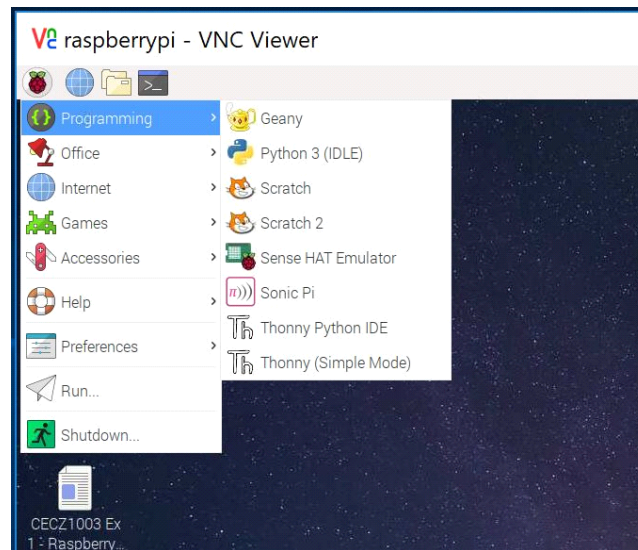 raspberrypi - VNC Viewer
Programming
Office
Internet
Games
Accessories
Help
Preferences
Run...
Shutdown...
Geany
Python 3 (IDLE)
Scratch
Scratch 2
Sense HAT Emulator
Sonic Pi
Thonny Python IDE
Thonny (Simple Mode)
CECZ1003 Ex
1 - Raspberry...